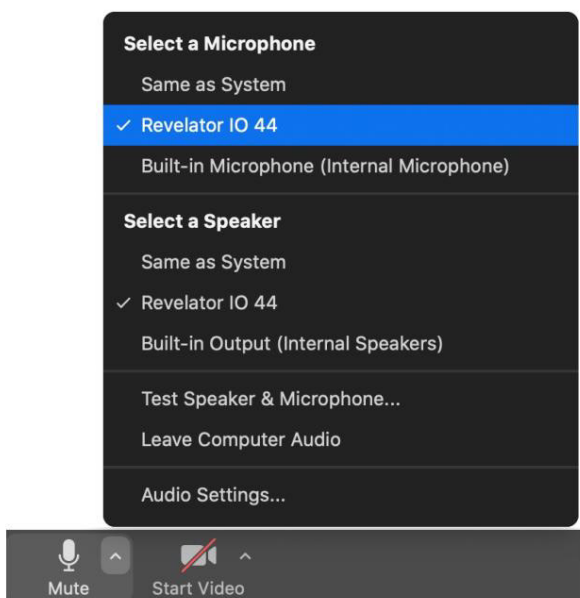 Select a Microphone
Same as System
✓ Revelator IO 44
Built-in Microphone (Internal Microphone)
Select a Speaker
Same as System
✓ Revelator IO 44
Built-in Output (Internal Speakers)
Test Speaker & Microphone...
Leave Computer Audio
Audio Settings...
Mute
Start Video